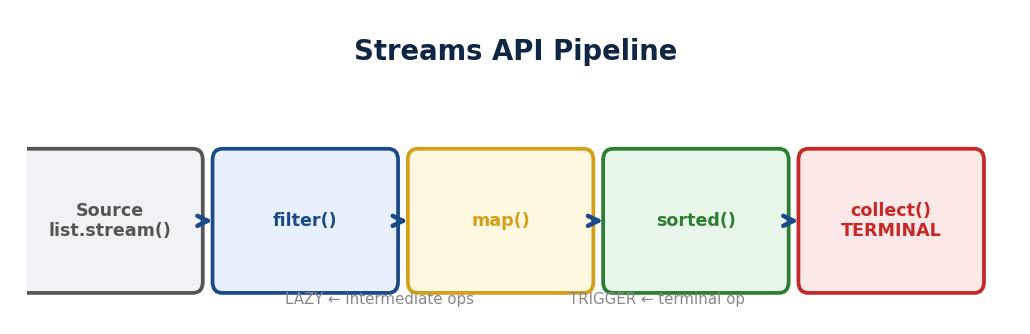 Streams API Pipeline
Source
list.stream()
filter()
map()
sorted()
collect()
TERMINAL
LAZY ← intermediate ops
TRIGGER ← terminal op